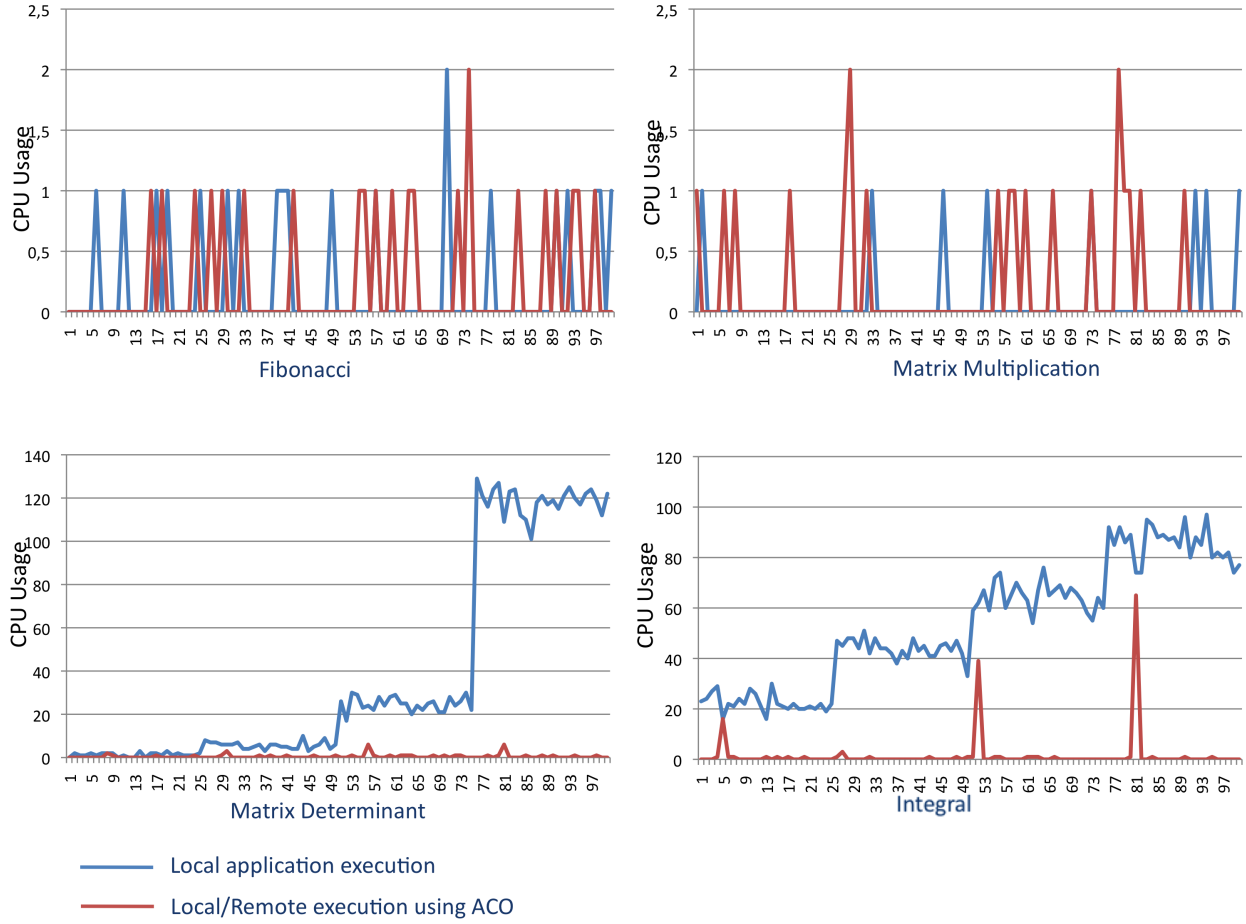 2,5
2
1,5
1
0,5
0
CPU Usage
1 5 9 13 17 21 25 29 33 37 41 45 49 53 57 61 65 69 73 77 81 85 89 93 97
Fibonacci
2,5
2
1,5
1
0,5
0
CPU Usage
1 5 9 13 17 21 25 29 33 37 41 45 49 53 57 61 65 69 73 77 81 85 89 93 97
Matrix Multiplication
140
120
100
80
60
40
20
0
CPU Usage
1 5 9 13 17 21 25 29 33 37 41 45 49 53 57 61 65 69 73 77 81 85 89 93 97
Matrix Determinant
120
100
80
60
40
20
0
CPU Usage
1 5 9 13 17 21 25 29 33 37 41 45 49 53 57 61 65 69 73 77 81 85 89 93 97
Integral
Local application execution
Local/Remote execution using ACO